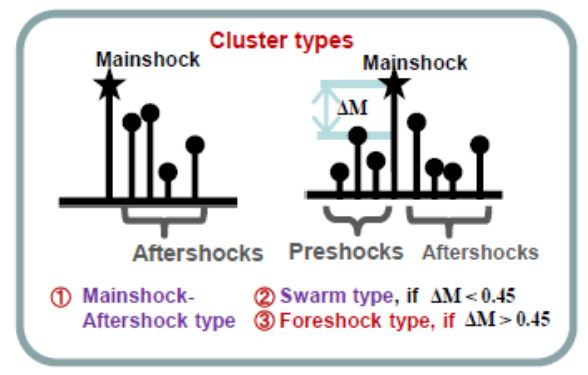 Cluster types
Mainshock
Aftershocks
Mainshock
ΔM
Preshocks
Aftershocks
① Mainshock-
Aftershock type
② Swarm type, if ΔM < 0.45
③ Foreshock type, if ΔM > 0.45